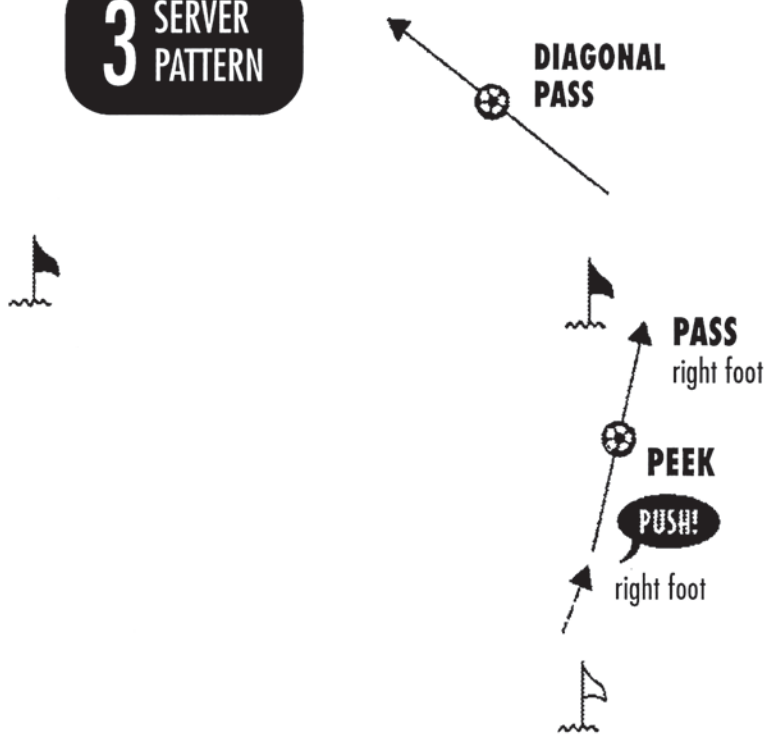 3 SERVER
PATTERN
DIAGONAL
PASS
PASS
right foot
PEEK
PUSH!
right foot